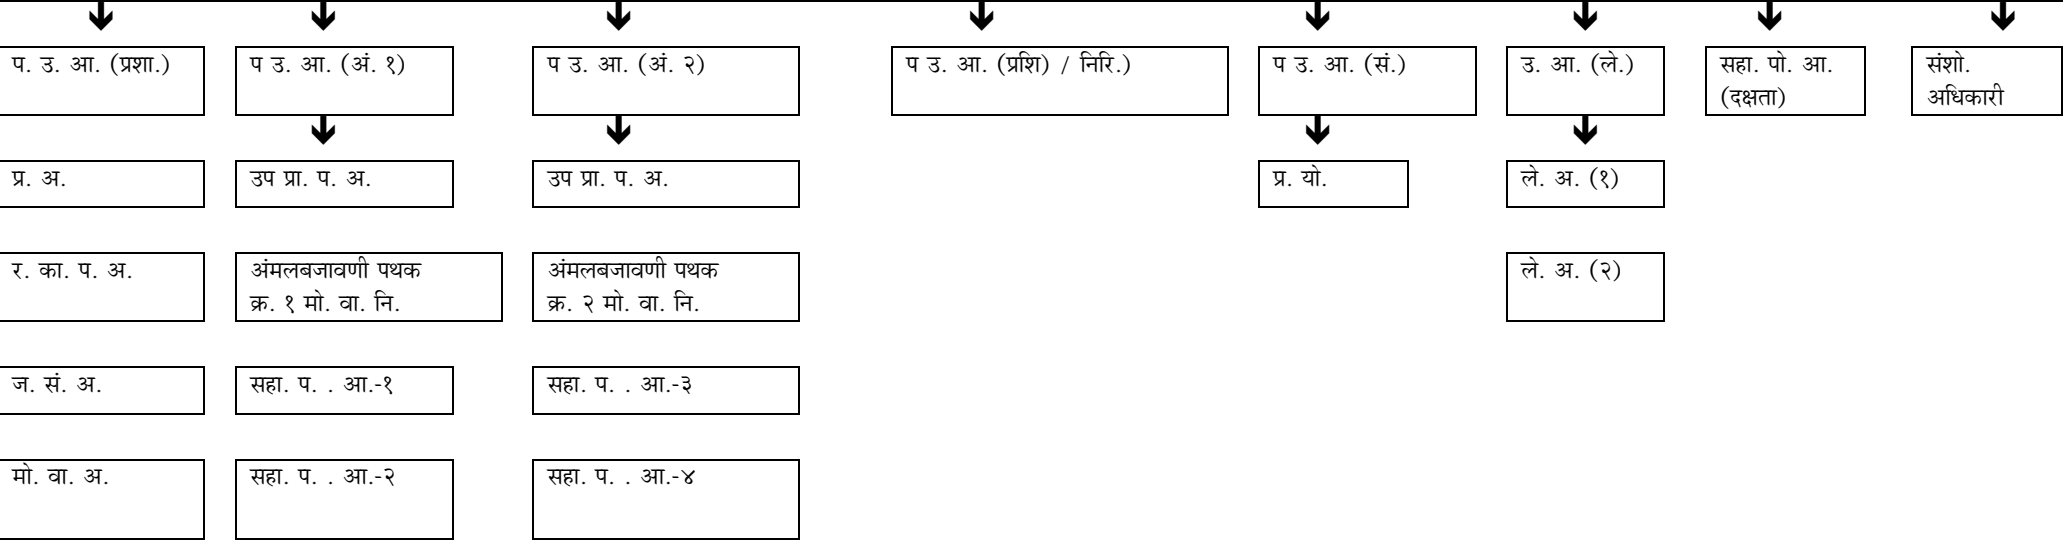 प. उ. आ. (प्रशा.)
प उ. आ. (अं. १)
प उ. आ. (अं. २)
प उ. आ. (प्रशि) / निरि.)
प उ. आ. (सं.)
उ. आ. (ले.)
सहा. पो. आ.
(दक्षता)
संशो.
अधिकारी
प्र. अ.
उप प्रा. प. अ.
उप प्रा. प. अ.
प्र. यो.
ले. अ. (१)
र. का. प. अ.
अंमलबजावणी पथक
क्र. १ मो. वा. नि.
अंमलबजावणी पथक
क्र. २ मो. वा. नि.
ले. अ. (२)
ज. सं. अ.
सहा. प. . आ.-१
सहा. प. . आ.-३
मो. वा. अ.
सहा. प. . आ.-२
सहा. प. . आ.-४